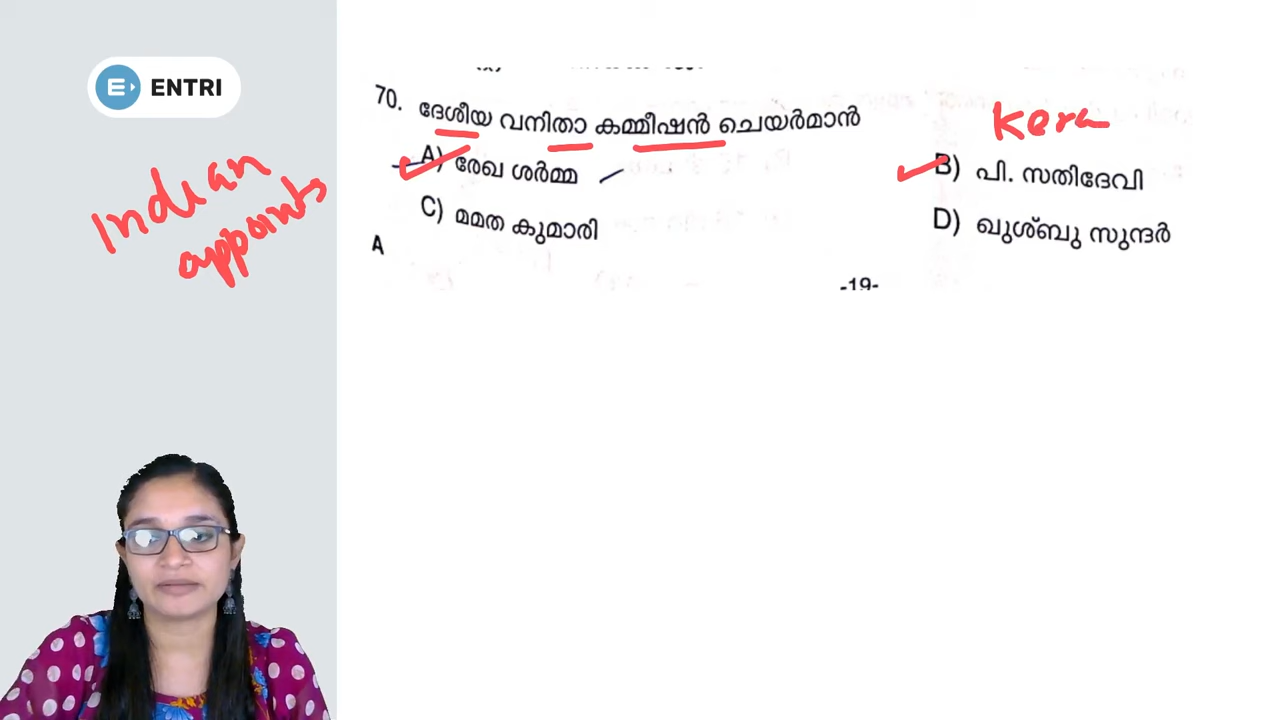 ENTRI
Indian
appoints
70. ദേശീയ വനിതാ കമ്മീഷൻ ചെയർമാൻ
Kera
A) രേഖ ശർമ്മ
B) പി. സതിദേവി
C) മമത കുമാരി
D) ഖുശ്ബു സുന്ദർ
A
-19-